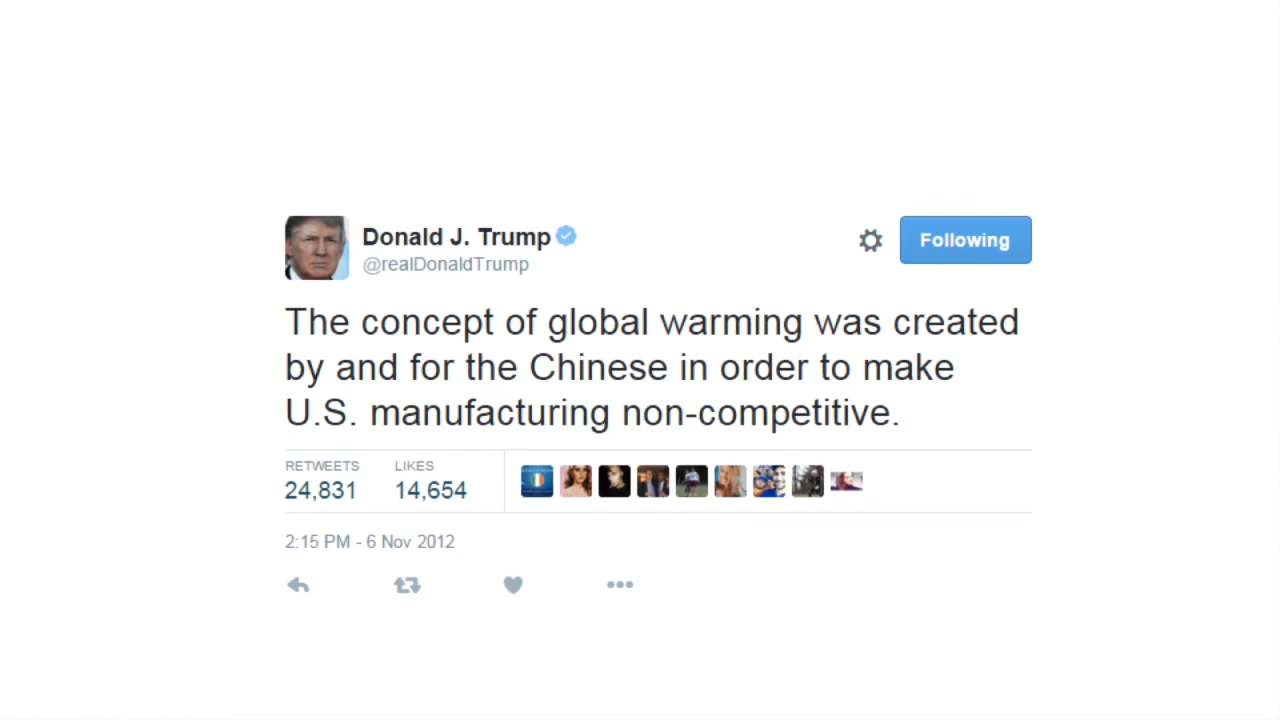 Donald J. Trump
@realDonaldTrump
Following
The concept of global warming was created
by and for the Chinese in order to make
U.S. manufacturing non-competitive.
RETWEETS LIKES
24,831 14,654
2:15 PM - 6 Nov 2012